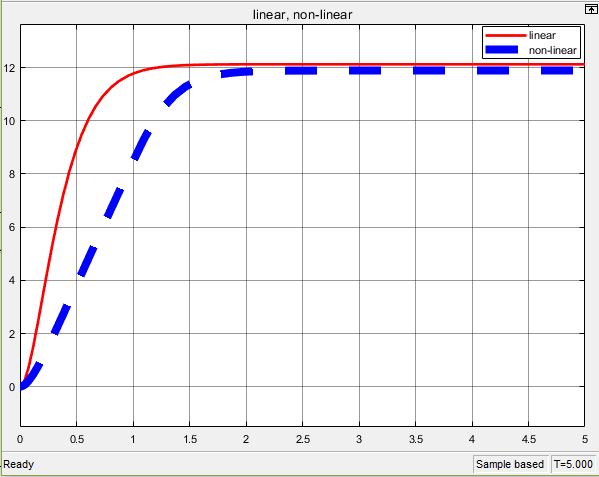 linear, non-linear
linear
non-linear
12
10
8
6
4
2
0
0 0.5 1 1.5 2 2.5 3 3.5 4 4.5 5
Ready Sample based T=5.000